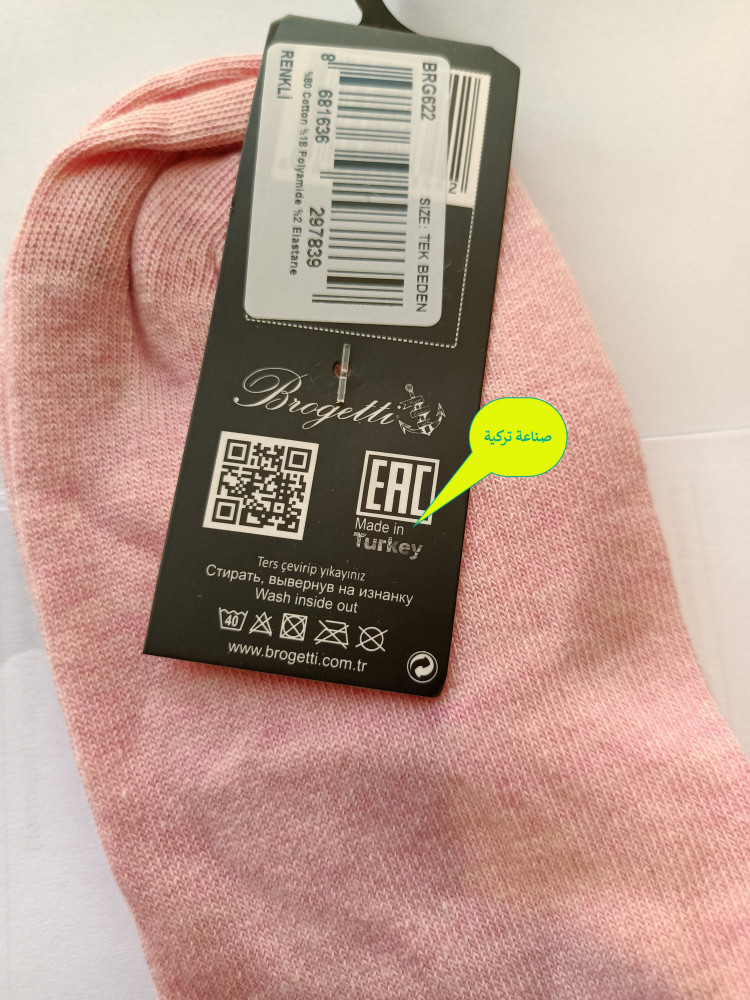 BRG622
SIZE: TEK BEDEN
2
8 681636 297839
%80 Cotton %18 Polyamide %2 Elastane
RENKLİ
Brogetti
صناعة تركية
EAC
Made in
Turkey
Ters çevirip yıkayınız
Стирать, вывернув на изнанку
Wash inside out
40
www.brogetti.com.tr